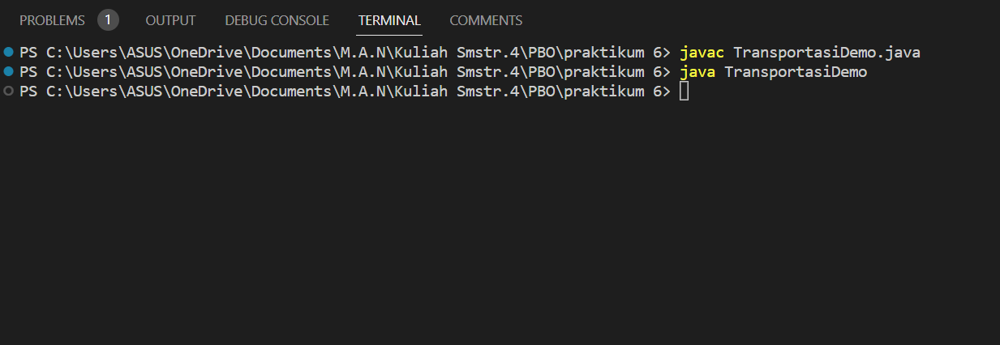 PROBLEMS 1 OUTPUT DEBUG CONSOLE TERMINAL COMMENTS
PS C:\Users\ASUS\OneDrive\Documents\M.A.N\Kuliah Smstr.4\PBO\praktikum 6> javac TransportasiDemo.java
PS C:\Users\ASUS\OneDrive\Documents\M.A.N\Kuliah Smstr.4\PBO\praktikum 6> java TransportasiDemo
PS C:\Users\ASUS\OneDrive\Documents\M.A.N\Kuliah Smstr.4\PBO\praktikum 6>